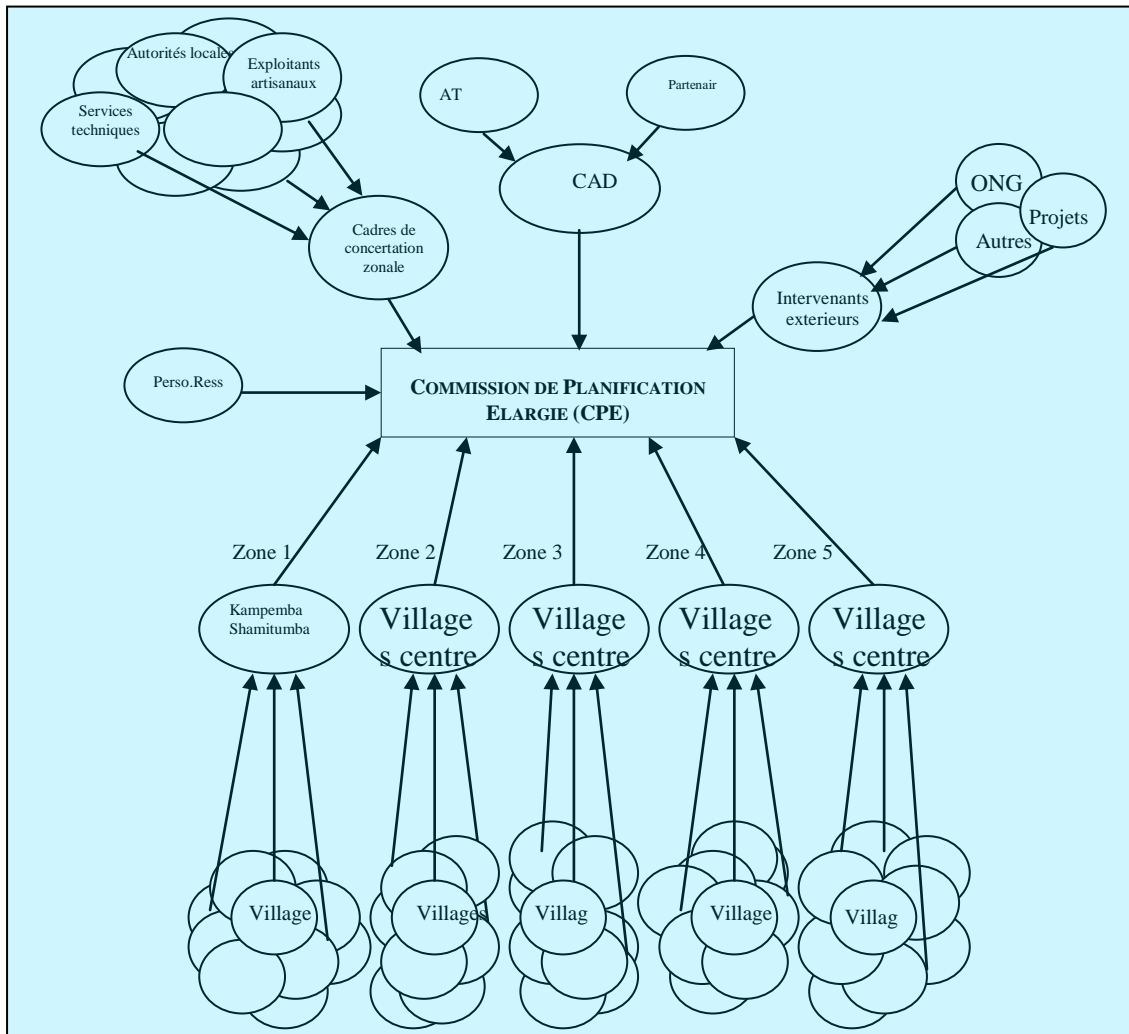 Autorités locales
Exploitants
artisanaux
Services
techniques
AT
Partenair
CAD
ONG
Projets
Autres
Cadres de
concertation
zonale
Intervenants
exterieurs
Perso.Ress
COMMISSION DE PLANIFICATION
ELARGIE (CPE)
Zone 1
Zone 2
Zone 3
Zone 4
Zone 5
Kampemba
Shamitumba
Village
s centre
Village
s centre
Village
s centre
Village
s centre
Village
Villages
Villag
Village
Villag